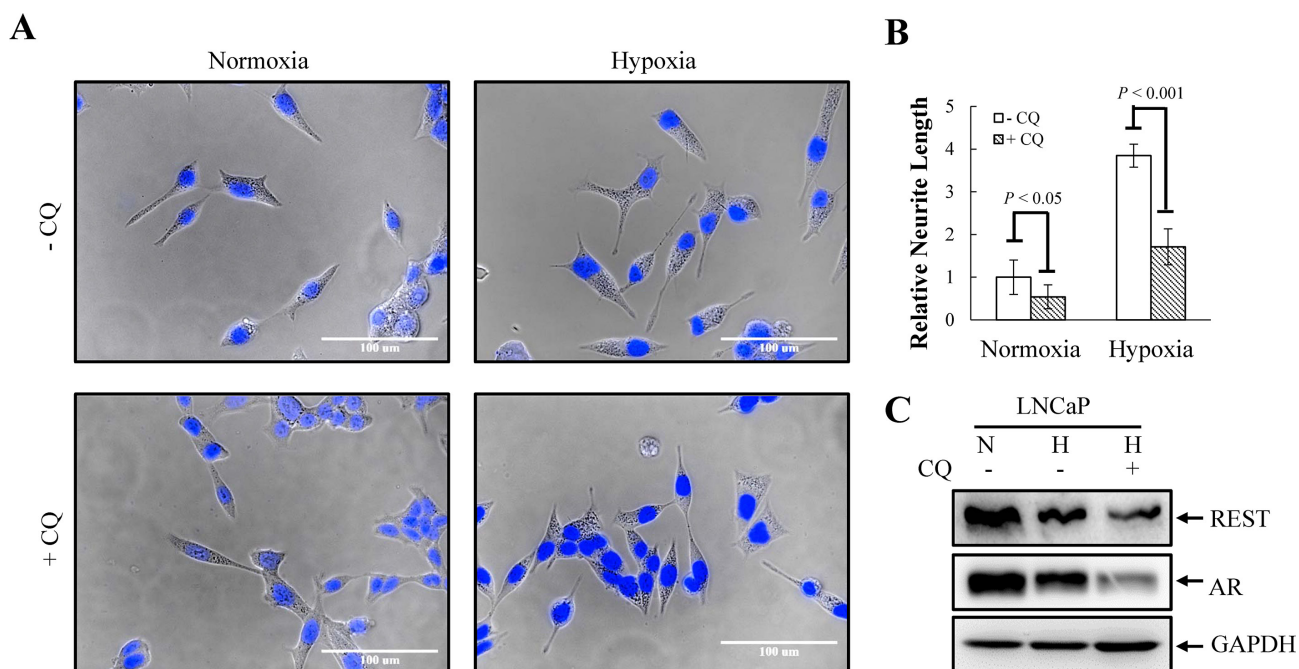 A
Normoxia
Hypoxia
- CQ
100 um
100 um
+ CQ
100 um
100 um
B
Relative Neurite Length
5
4
3
2
1
0
- CQ
+ CQ
P < 0.05
P < 0.001
Normoxia
Hypoxia
C
LNCaP
N H H
CQ - - +
REST
AR
GAPDH